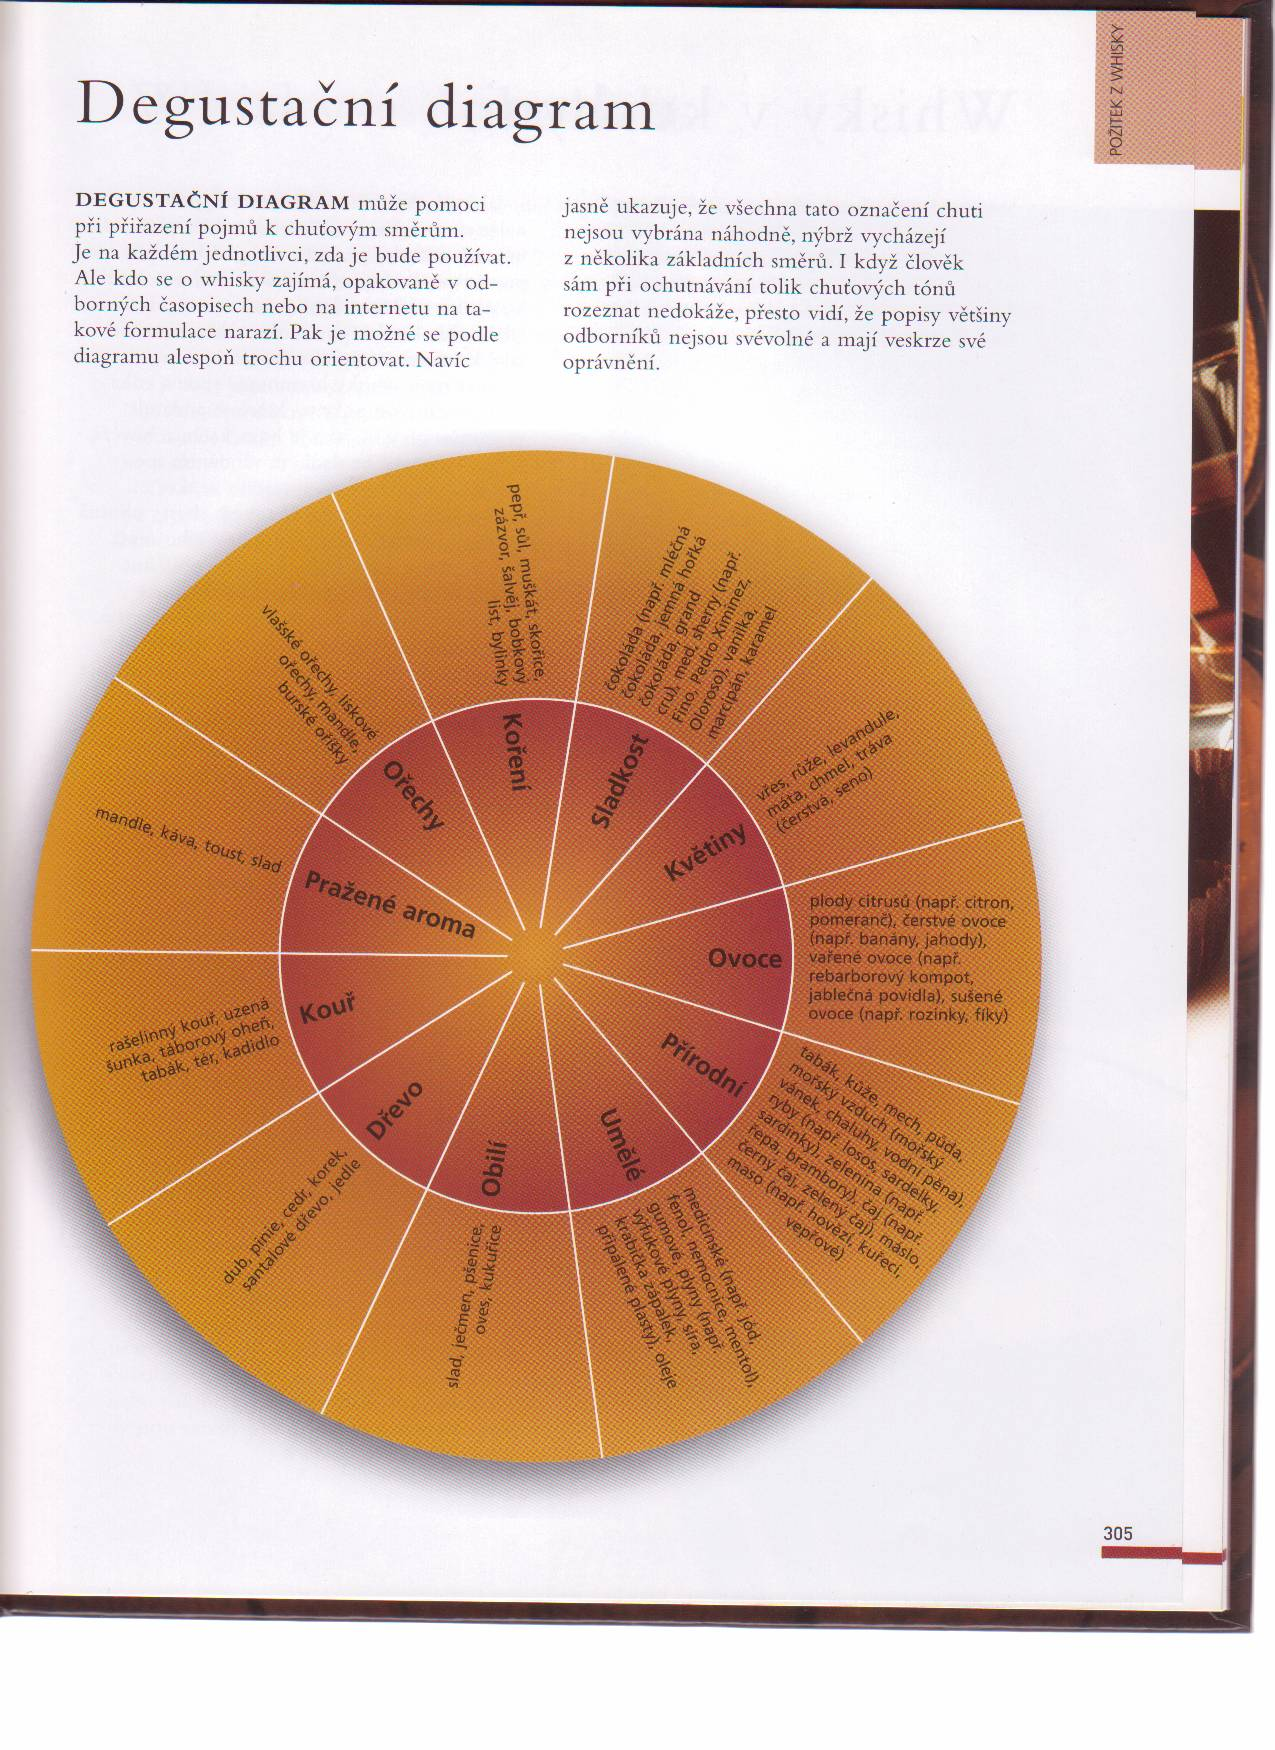 POŽITEK Z WHISKY
Degustační diagram
DEGUSTAČNÍ DIAGRAM může pomoci
při přiřazení pojmů k chuťovým směrům.
Je na každém jednotlivci, zda je bude používat.
Ale kdo se o whisky zajímá, opakovaně v od-
borných časopisech nebo na internetu na ta-
kové formulace narazí. Pak je možné se podle
diagramu alespoň trochu orientovat. Navíc
jasně ukazuje, že všechna tato označení chuti
nejsou vybrána náhodně, nýbrž vycházejí
z několika základních směrů. I když člověk
sám při ochutnávání tolik chuťových tónů
rozeznat nedokáže, přesto vidí, že popisy většiny
odborníků nejsou svévolné a mají veskrze své
oprávnění.
Koření
pepř, sůl, muškát, skořice,
zázvor, šalvěj, bobkový
list, bylinky
Sladkost
čokoláda (např. mléčná
čokoláda, jemná hořká
čokoláda, grand
cru), med, sherry (např.
Fino, Pedro Ximinez,
Oloroso), vanilka,
marcipán, karamel
Květiny
vřes, růže, levandule,
máta, chmel, tráva
(čerstvá, seno)
Ovoce
plody citrusů (např. citron,
pomeranč), čerstvé ovoce
(např. banány, jahody),
vařené ovoce (např.
rebarborový kompot,
jablečná povidla), sušené
ovoce (např. rozinky, fíky)
Přírodní
tabák, kůže, mech, půda,
mořský vzduch (mořský
vánek, chaluhy, vodní pěna),
ryby (např. losos, sardelky,
sardinky), zelenina (např.
řepa, brambory), čaj (např.
černý čaj, zelený čaj), máslo,
maso (např. hovězí, kuřecí,
vepřové)
Umělé
medicinské (např. jód,
fenol, nemocnice, mentol),
gumové, plyny (např.
výfukové plyny, síra,
krabička zápalek,
připálené plasty), oleje
Obilí
slad, ječmen, pšenice,
oves, kukuřice
Dřevo
dub, pinie, cedr, korek,
santalové dřevo, jedle
Kouř
rašelinny kouř, uzená
šunka, táborový oheň,
tabák, tér, kadidlo
Pražené aroma
mandle, káva, toust, slad
Ořechy
vlašské ořechy, lískové
ořechy, mandle,
burské oříšky
305